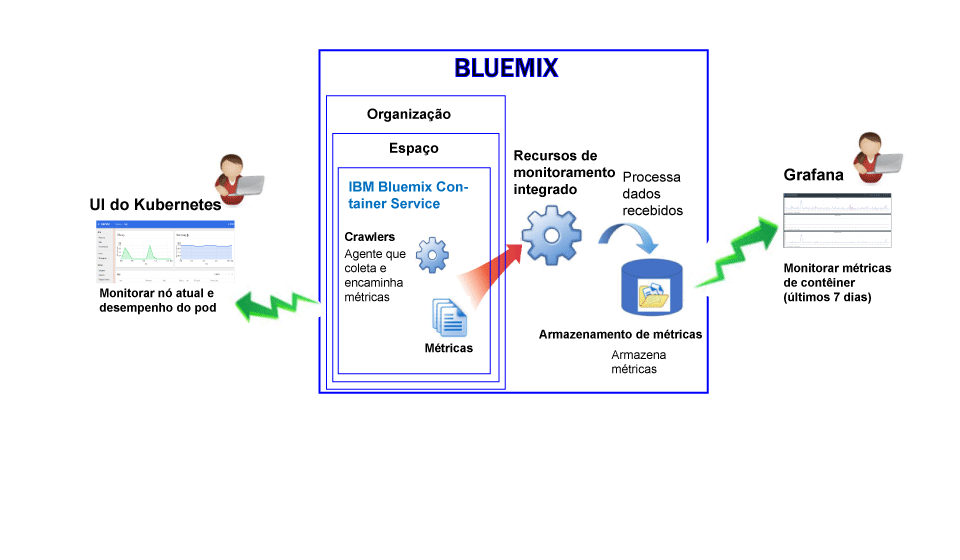 BLUEMIX
Organização
Espaço
IBM Bluemix Con-
tainer Service
Crawlers
Agente que
coleta e
encaminha
métricas
Métricas
Recursos de
monitoramento
integrado
Processa
dados
recebidos
Armazenamento de métricas
Armazena
métricas
UI do Kubernetes
Monitorar nó atual e
desempenho do pod
Grafana
Monitorar métricas
de contêiner
(últimos 7 dias)